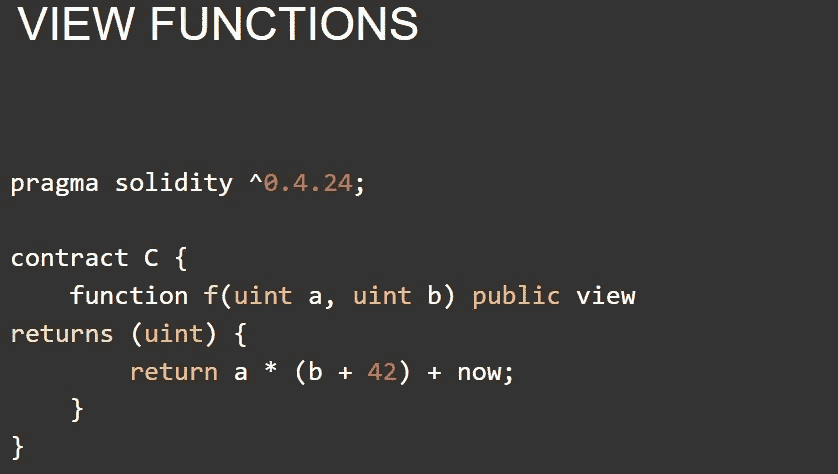 VIEW FUNCTIONS
pragma solidity ^0.4.24;
contract C {
    function f(uint a, uint b) public view
returns (uint) {
        return a * (b + 42) + now;
    }
}